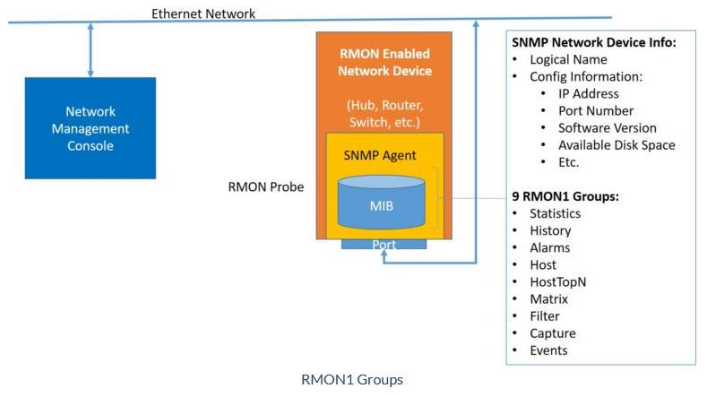 Ethernet Network
Network
Management
Console
RMON Enabled
Network Device
(Hub, Router,
Switch, etc.)
SNMP Agent
RMON Probe
MIB
Port
SNMP Network Device Info:
• Logical Name
• Config Information:
• IP Address
• Port Number
• Software Version
• Available Disk Space
• Etc.
9 RMON1 Groups:
• Statistics
• History
• Alarms
• Host
• HostTopN
• Matrix
• Filter
• Capture
• Events
RMON1 Groups